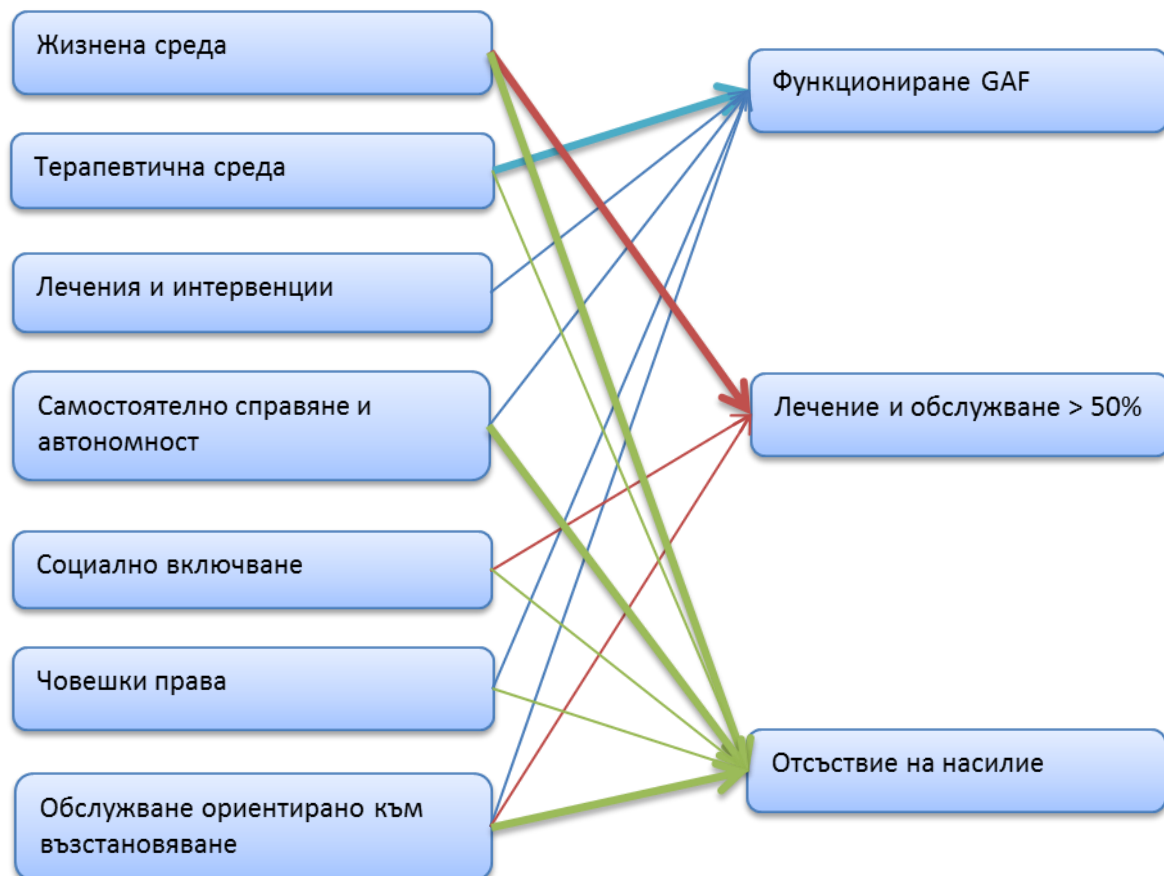 Жизнена среда
Терапевтична среда
Лечения и интервенции
Самостоятелно справяне и
автономност
Социално включване
Човешки права
Обслужване ориентирано към
възстановяване
Функциониране GAF
Лечение и обслужване > 50%
Отсъствие на насилие